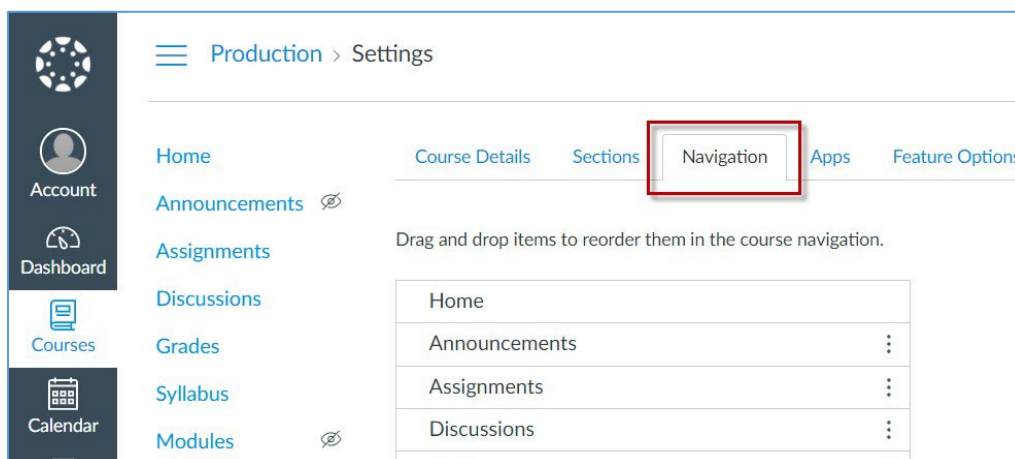 Production > Settings
Account
Dashboard
Courses
Calendar
Home
Announcements
Assignments
Discussions
Grades
Syllabus
Modules
Course Details Sections Navigation Apps Feature Options
Drag and drop items to reorder them in the course navigation.
Home
Announcements
Assignments
Discussions